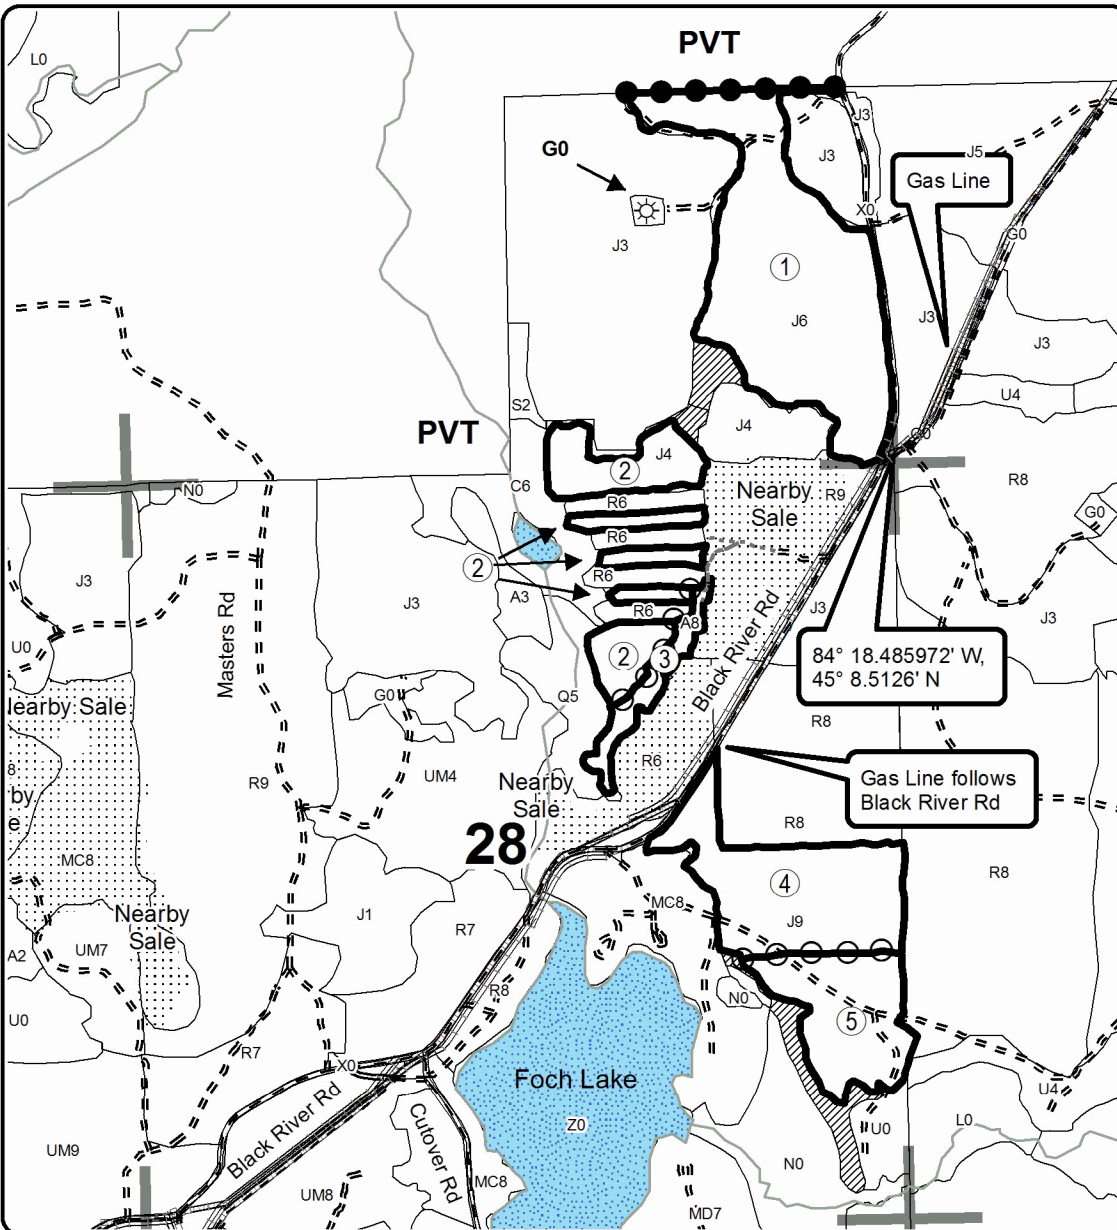 PVT
L0
J3
G0
J5
J3
Gas Line
X0
G0
J3
1
J6
J3
J3
U4
S2
J4
PVT
J4
G0
2
R8
C6
N0
Nearby
Sale
R9
R6
G0
R6
2
R6
J3
J3
A3
R6
J3
J3
A8
U0
Masters Rd
2
3
84° 18.485972' W,
45° 8.5126' N
Black River Rd
G0
Q5
Nearby Sale
R8
R6
8
UM4
Nearby
Sale
R9
Gas Line follows
Black River Rd
by
e
R8
28
MC8
R8
4
J1
MC8
Nearby
Sale
J9
R7
A2
UM7
R8
N0
5
U0
R7
X0
Foch Lake
U4
Z0
L0
U0
Black River Rd
Cutover Rd
UM9
N0
MC8
UM8
MD7